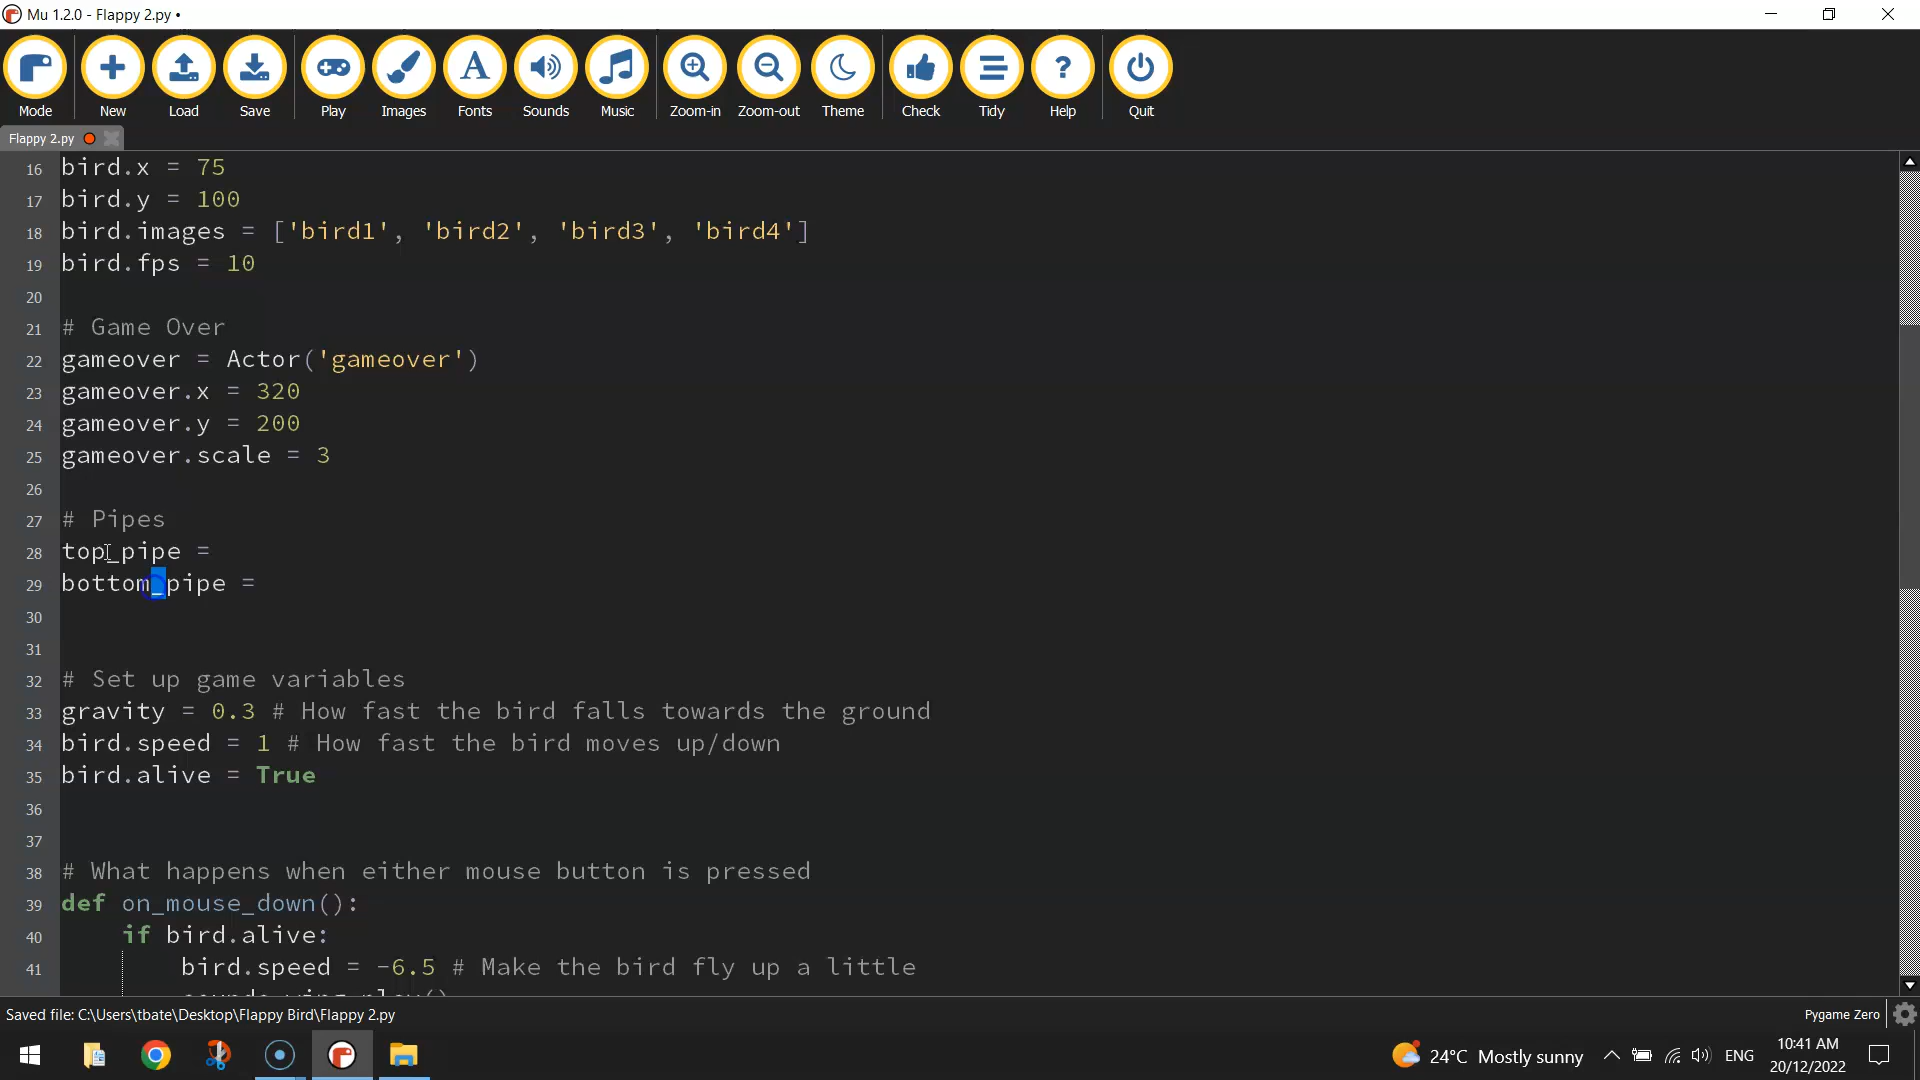 Mu 1.2.0 - Flappy 2.py •
Mode New Load Save Play Images Fonts Sounds Music Zoom-in Zoom-out Theme Check Tidy Help Quit
Flappy 2.py
16 bird.x = 75
17 bird.y = 100
18 bird.images = ['bird1', 'bird2', 'bird3', 'bird4']
19 bird.fps = 10
20
21 # Game Over
22 gameover = Actor('gameover')
23 gameover.x = 320
24 gameover.y = 200
25 gameover.scale = 3
26
27 # Pipes
28 top_pipe =
29 bottom_pipe =
30
31
32 # Set up game variables
33 gravity = 0.3 # How fast the bird falls towards the ground
34 bird.speed = 1 # How fast the bird moves up/down
35 bird.alive = True
36
37
38 # What happens when either mouse button is pressed
39 def on_mouse_down():
40 if bird.alive:
41 bird.speed = -6.5 # Make the bird fly up a little
Saved file: C:\Users\tbate\Desktop\Flappy Bird\Flappy 2.py
Pygame Zero
24°C Mostly sunny
ENG
10:41 AM
20/12/2022